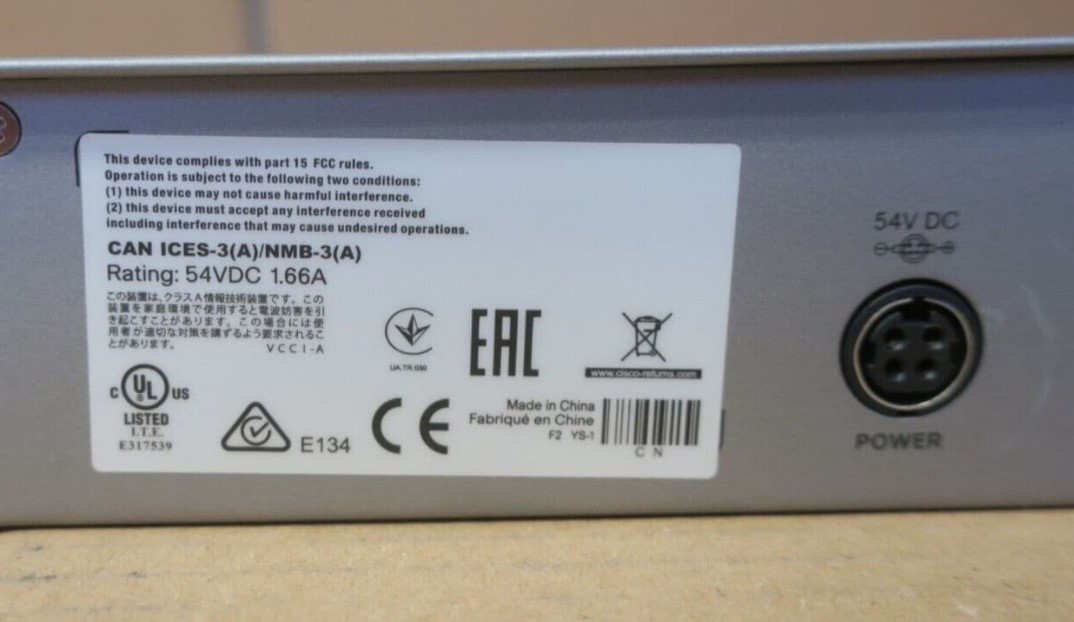 This device complies with part 15 FCC rules.
Operation is subject to the following two conditions:
(1) this device may not cause harmful interference.
(2) this device must accept any interference received
including interference that may cause undesired operations.
CAN ICES-3(A)/NMB-3(A)
Rating: 54VDC 1.66A
この装置は、クラスA情報技術装置です。この
装置を家庭環境で使用すると電波妨害を引
き起こすことがあります。この場合には使
用者が適切な対策を講ずるよう要求されるこ
とがあります。
VCCI-A
UA.TR.030
EAC
www.cisco-returns.com
C UL US
LISTED
I.T.E.
E317539
E134
CE
Made in China
Fabriqué en Chine
F2 YS-1
C N
54V DC
POWER